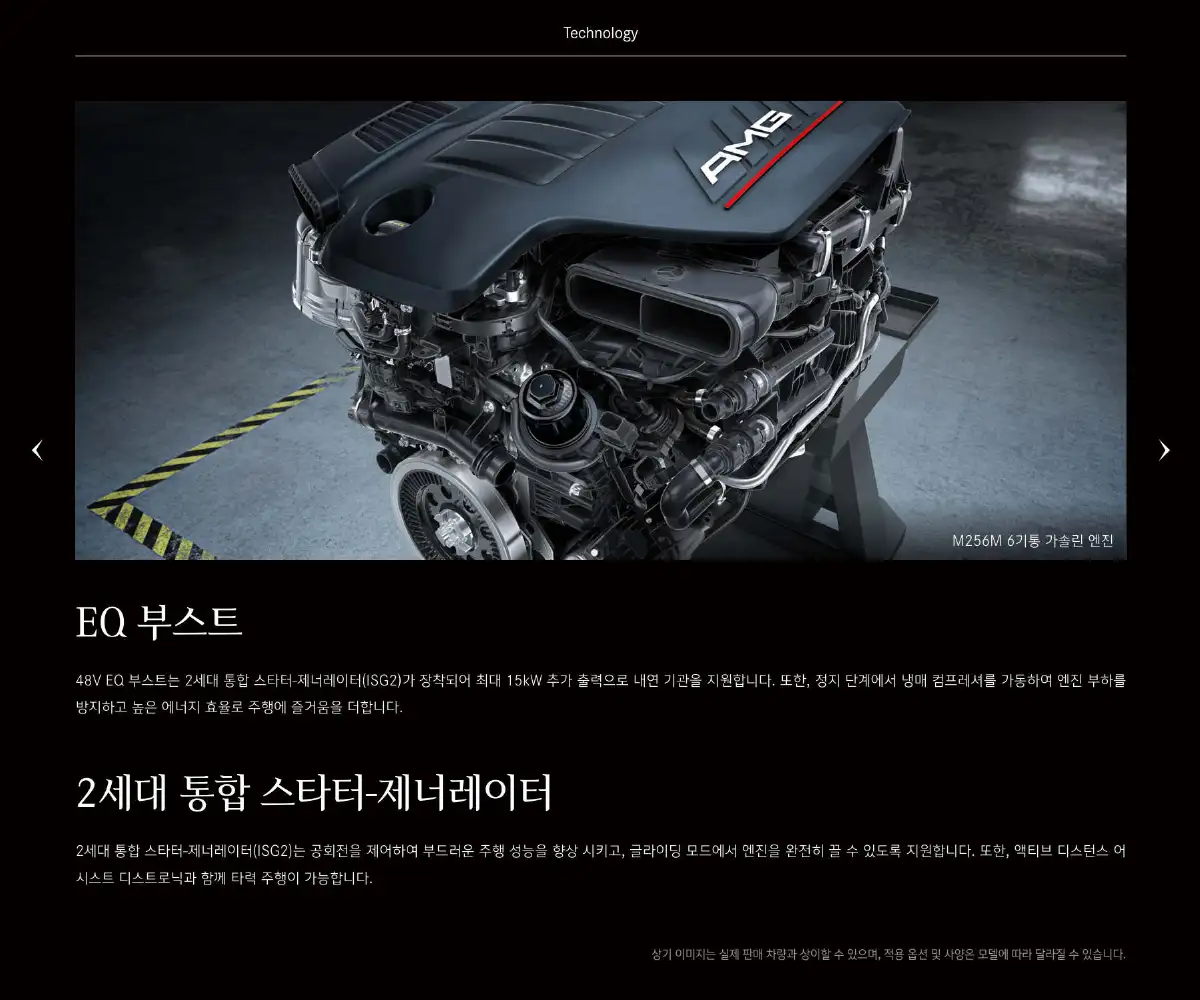 Technology
AMG
M256M 6기통 가솔린 엔진
EQ 부스트
48V EQ 부스트는 2세대 통합 스타터-제너레이터(ISG2)가 장착되어 최대 15kW 추가 출력으로 내연 기관을 지원합니다. 또한, 정지 단계에서 냉매 컴프레셔를 가동하여 엔진 부하를
방지하고 높은 에너지 효율로 주행에 즐거움을 더합니다.
2세대 통합 스타터-제너레이터
2세대 통합 스타터-제너레이터(ISG2)는 공회전을 제어하여 부드러운 주행 성능을 향상 시키고, 글라이딩 모드에서 엔진을 완전히 끌 수 있도록 지원합니다. 또한, 액티브 디스턴스 어
시스트 디스트로닉과 함께 타력 주행이 가능합니다.
상기 이미지는 실제 판매 차량과 상이할 수 있으며, 적용 옵션 및 사양은 모델에 따라 달라질 수 있습니다.